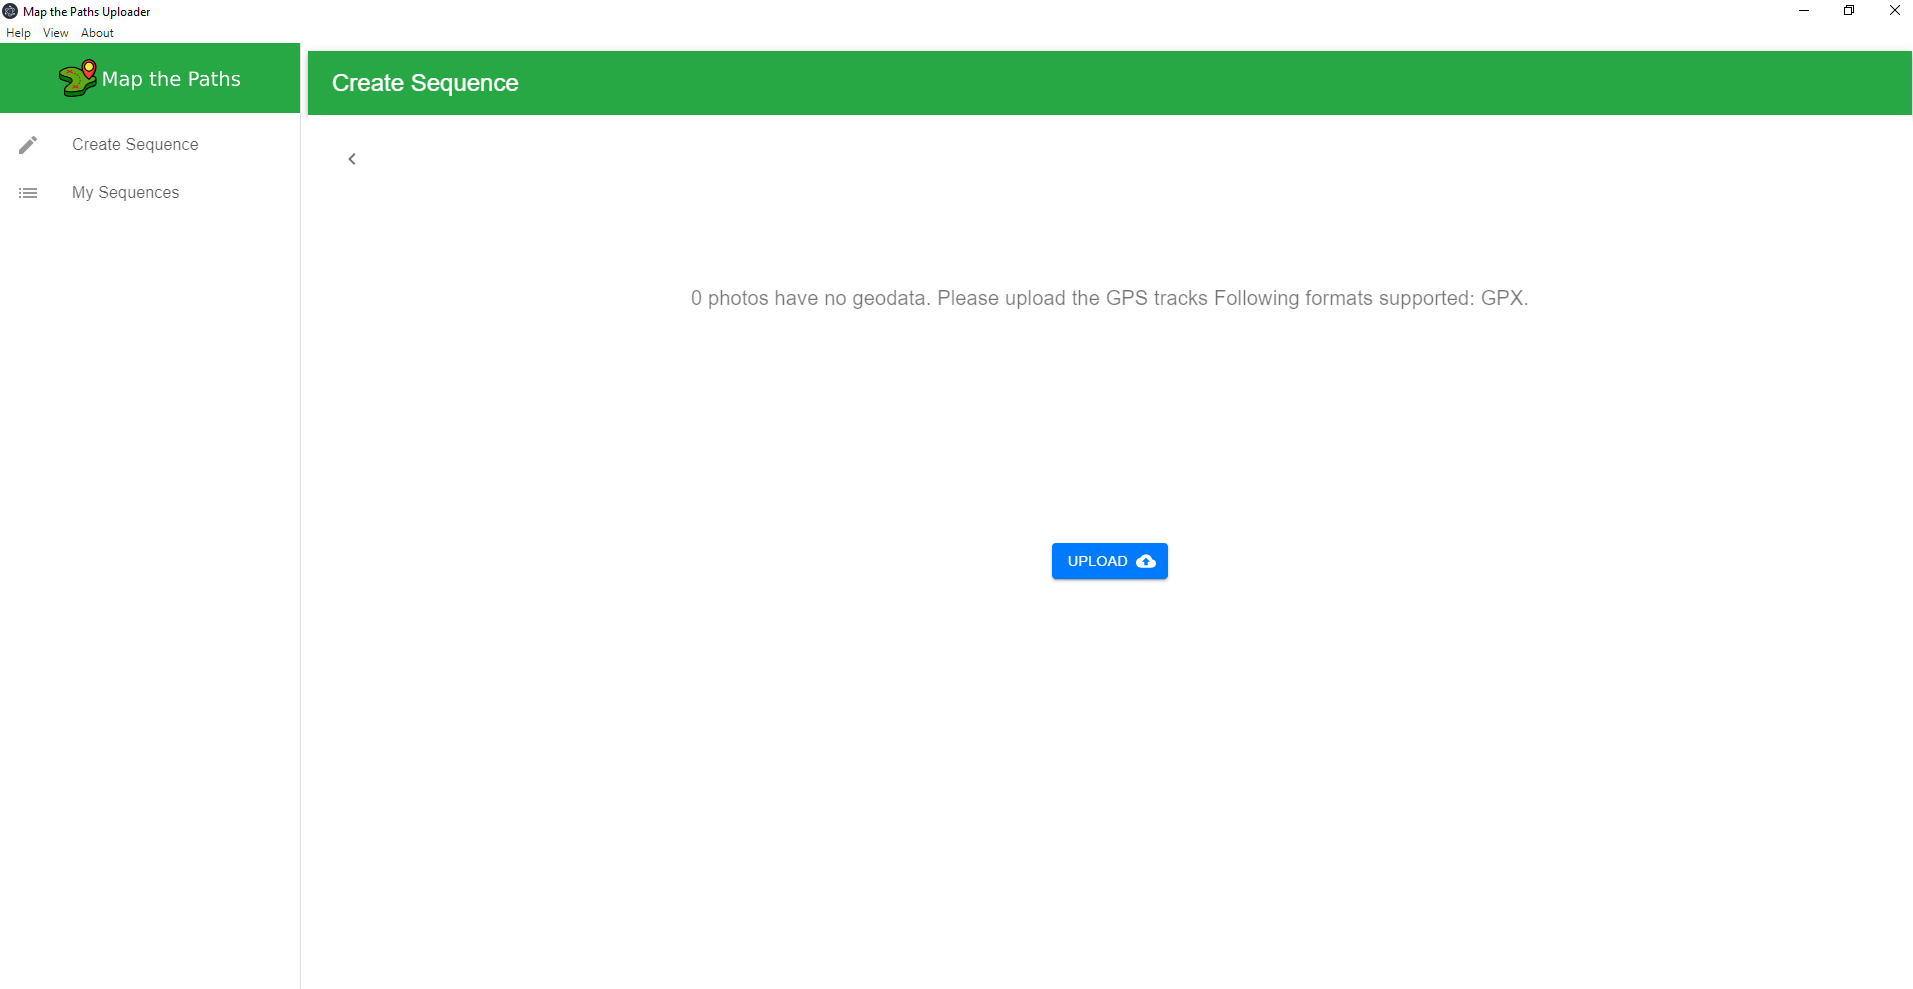 Map the Paths Uploader
Help View About
Map the Paths
Create Sequence
My Sequences
Create Sequence
0 photos have no geodata. Please upload the GPS tracks Following formats supported: GPX.
UPLOAD